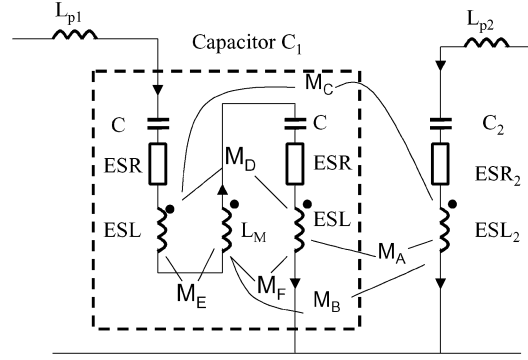 Lp1
Lp2
Capacitor C1
MC
C
C
C2
ESR
MD
ESR
ESR2
ESL
LM
ESL
ESL2
MA
ME
MF
MB